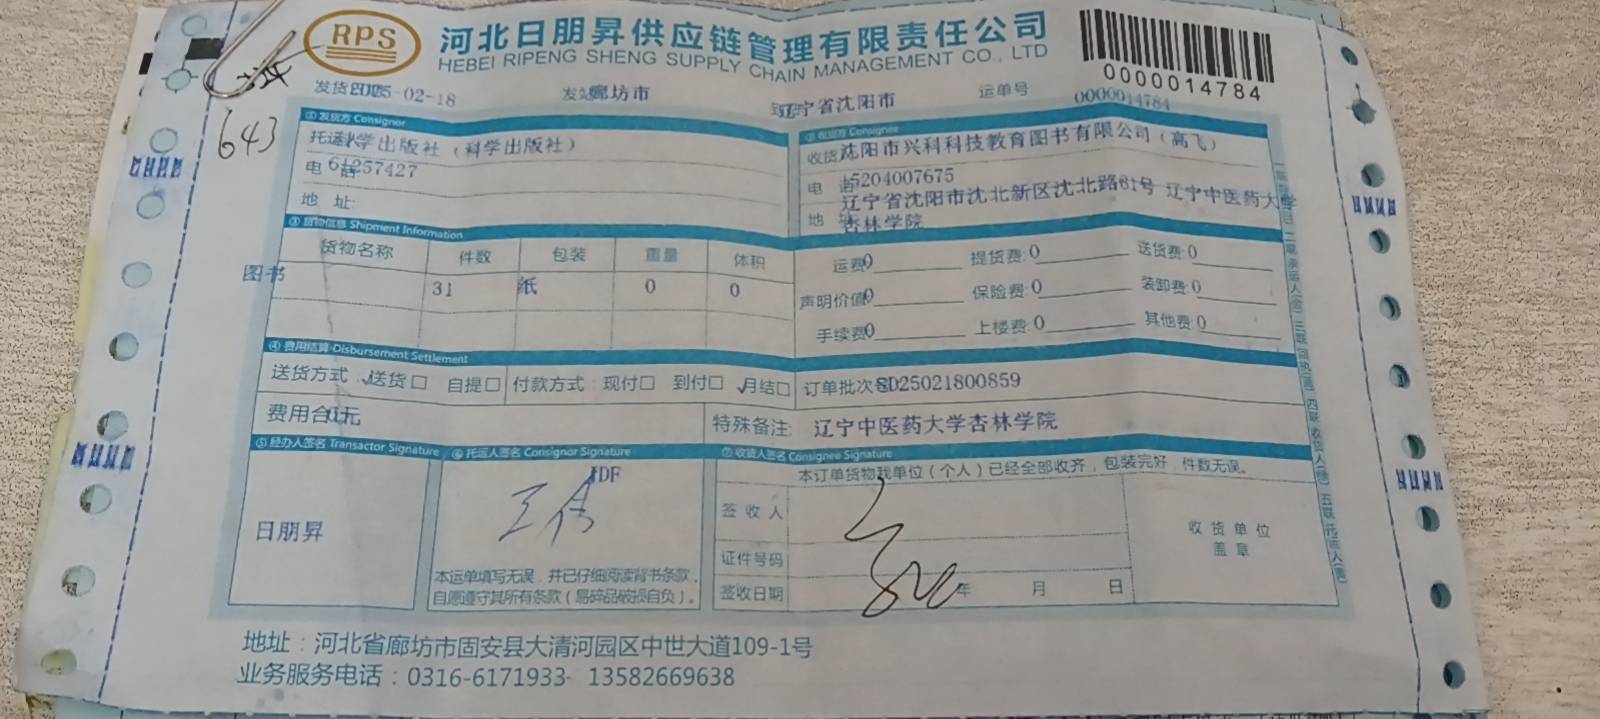 RPS
河北日朋昇供应链管理有限责任公司
HEBEI RIPENG SHENG SUPPLY CHAIN MANAGEMENT CO., LTD
0000014784
发货 2025-02-18 发站 廊坊市 辽宁省沈阳市 运单号 0000014784
643
① 发货方 Consignor
② 收货方 Consignee
科学出版社（科学出版社）
收货 沈阳市兴科科技教育图书有限公司（高飞）
电 话 61257427
电 话 15204007675
地 址:
地 址 辽宁省沈阳市沈北新区沈北路81号 辽宁中医药大学
杏林学院
③ 货物信息 Shipment Information
货物名称 件数 包装 重量 体积
图书 31 纸 0 0
运费 0 提货费: 0 送货费: 0
声明价值 0 保险费: 0 装卸费: 0
手续费 0 上楼费: 0 其他费: 0
④ 费用结算 Disbursement Settlement
送货方式: √送货□ 自提□ 付款方式: 现付□ 到付□ √月结□ 订单批次号 SD25021800859
费用合计 0元
特殊备注: 辽宁中医药大学杏林学院
⑤ 经办人签名 Transactor Signature
⑥ 托运人签名 Consignor Signature
⑦ 收货人签名 Consignee Signature
日朋昇
JDF
本运单填写无误，并已仔细阅读背书条款，
自愿遵守其所有条款（易碎品破损自负）。
本订单货物我单位（个人）已经全部收齐，包装完好，件数无误。
签 收 人
证件号码
签收日期 年 月 日
收 货 单 位
盖 章
地址：河北省廊坊市固安县大清河园区中世大道109-1号
业务服务电话：0316-6171933 13582669638